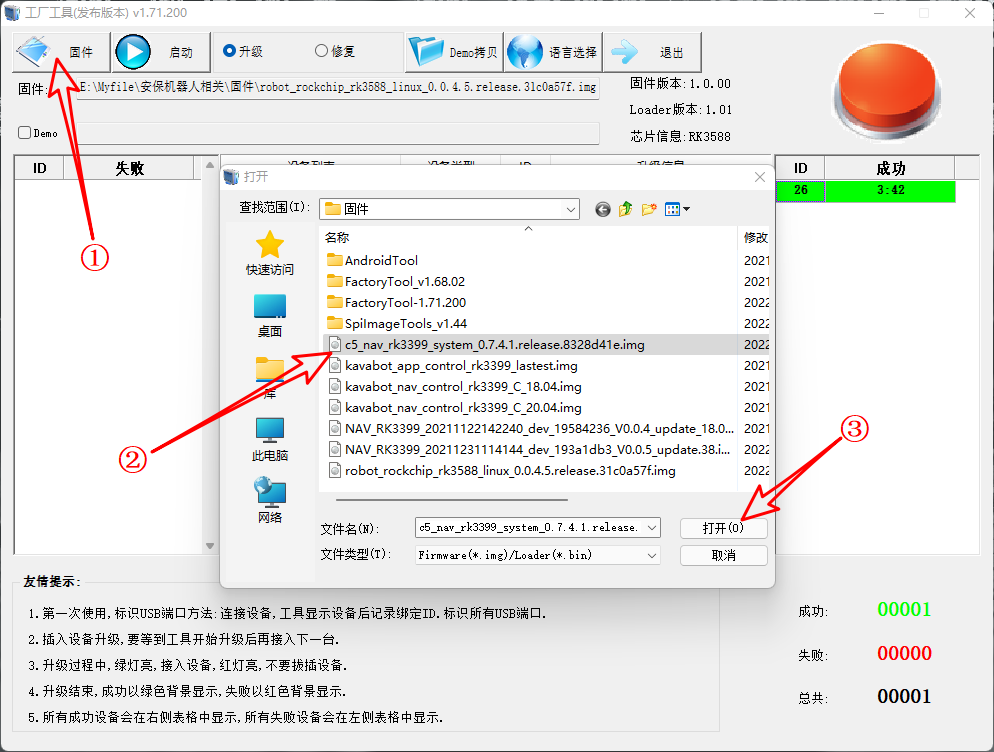 工厂工具(发布版本) v1.71.200
固件
启动
升级
修复
Demo拷贝
语言选择
退出
固件:
E:\Myfile\安保机器人相关\固件\robot_rockchip_rk3588_linux_0.0.4.5.release.31c0a57f.img
固件版本:1.0.00
Loader版本:1.01
芯片信息:RK3588
Demo
ID
失败
设备列表
设备类型
ID
升级信息
ID
成功
26
3:42
打开
查找范围(I):
固件
快速访问
桌面
库
此电脑
网络
名称
修改
AndroidTool
2021
FactoryTool_v1.68.02
2021
FactoryTool-1.71.200
2022
SpiImageTools_v1.44
2022
c5_nav_rk3399_system_0.7.4.1.release.8328d41e.img
2022
kavabot_app_control_rk3399_lastest.img
2021
kavabot_nav_control_rk3399_C_18.04.img
2021
kavabot_nav_control_rk3399_C_20.04.img
2021
NAV_RK3399_20211122142240_dev_19584236_V0.0.4_update_18.0...
2022
NAV_RK3399_20211231114144_dev_193a1db3_V0.0.5_update.38.i...
2022
robot_rockchip_rk3588_linux_0.0.4.5.release.31c0a57f.img
2022
文件名(N):
c5_nav_rk3399_system_0.7.4.1.release.
打开(O)
文件类型(T):
Firmware(*.img)/Loader(*.bin)
取消
①
②
③
友情提示:
1.第一次使用,标识USB端口方法:连接设备,工具显示设备后记录绑定ID.标识所有USB端口.
2.插入设备升级,要等到工具开始升级后再接入下一台.
3.升级过程中,绿灯亮,接入设备,红灯亮,不要拔插设备.
4.升级结束,成功以绿色背景显示,失败以红色背景显示.
5.所有成功设备会在右侧表格中显示,所有失败设备会在左侧表格中显示.
成功:
00001
失败:
00000
总共:
00001